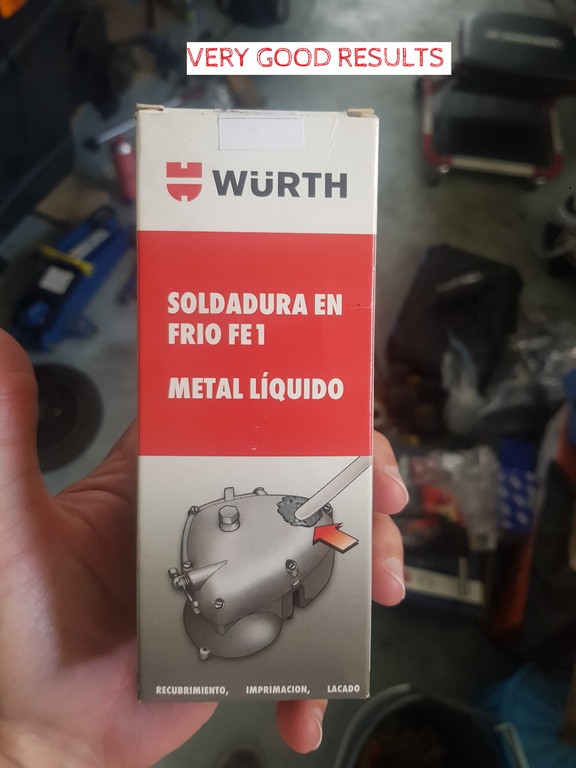 VERY GOOD RESULTS
WÜRTH
SOLDADURA EN
FRIO FE1
METAL LÍQUIDO
RECUBRIMIENTO, IMPRIMACION, LACADO